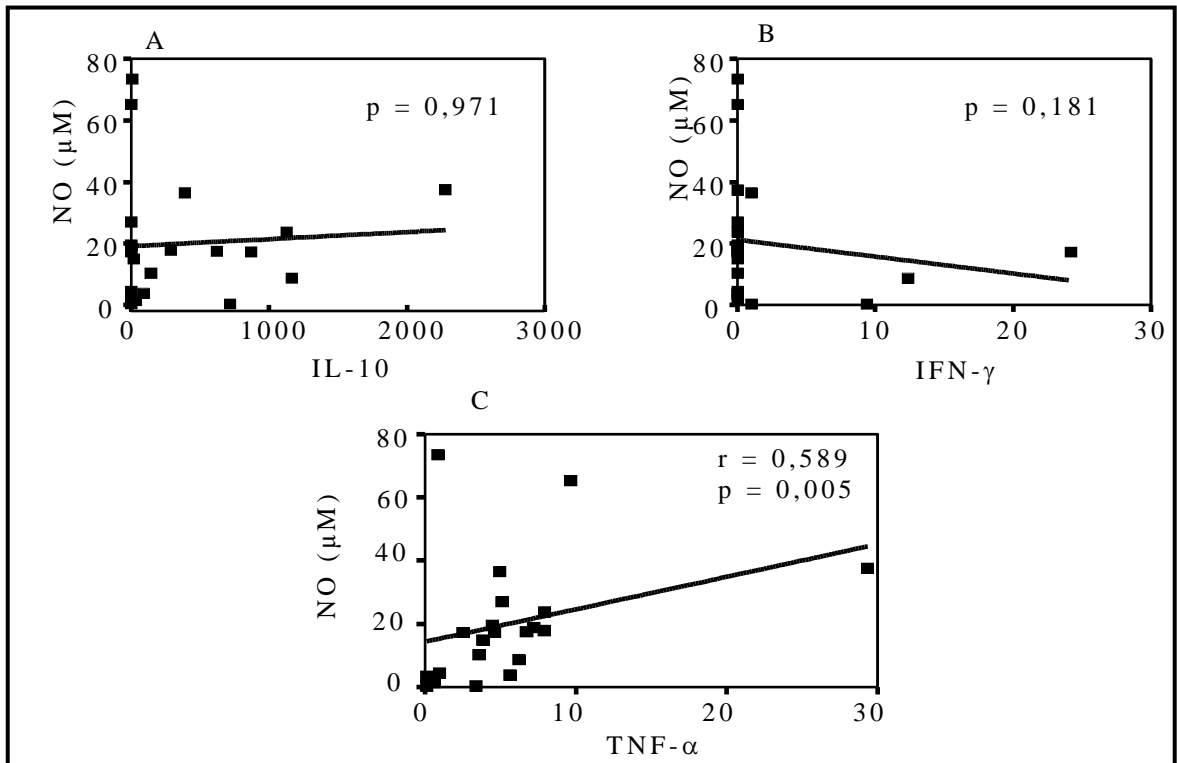 A
80
60
40
20
0
NO (μM)
p = 0,971
0 1000 2000 3000
IL-10
B
80
60
40
20
0
NO (μM)
p = 0,181
0 10 20 30
IFN-γ
C
80
60
40
20
0
NO (μM)
r = 0,589
p = 0,005
0 10 20 30
TNF-α